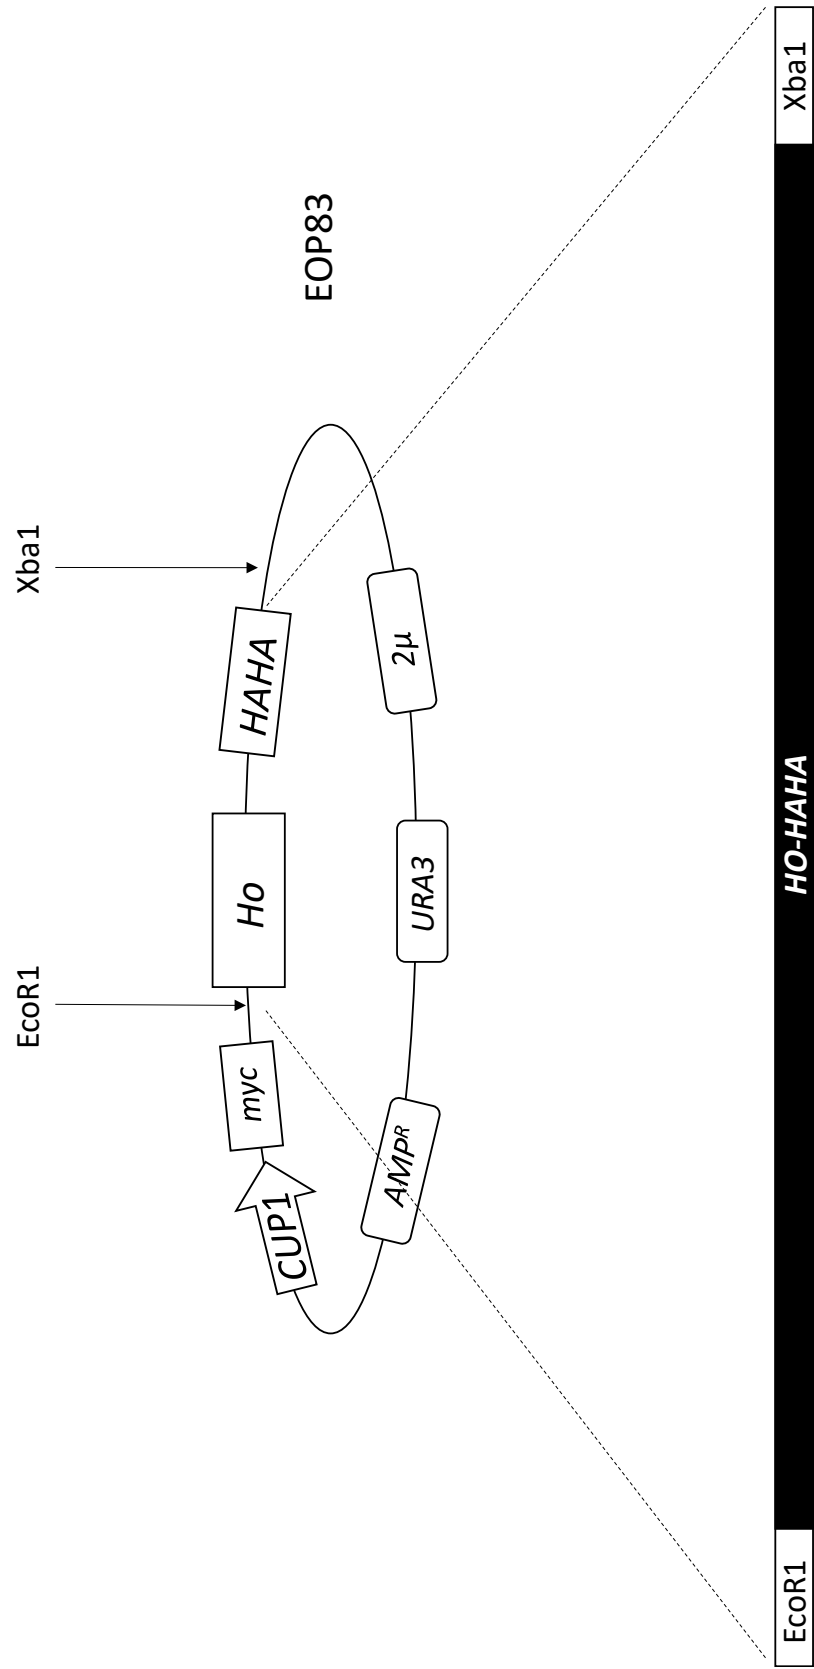 EcoR1
Xba1
CUP1
myc
Ho
HAHA
EOP83
AMPᴿ
URA3
2µ
EcoR1
HO-HAHA
Xba1